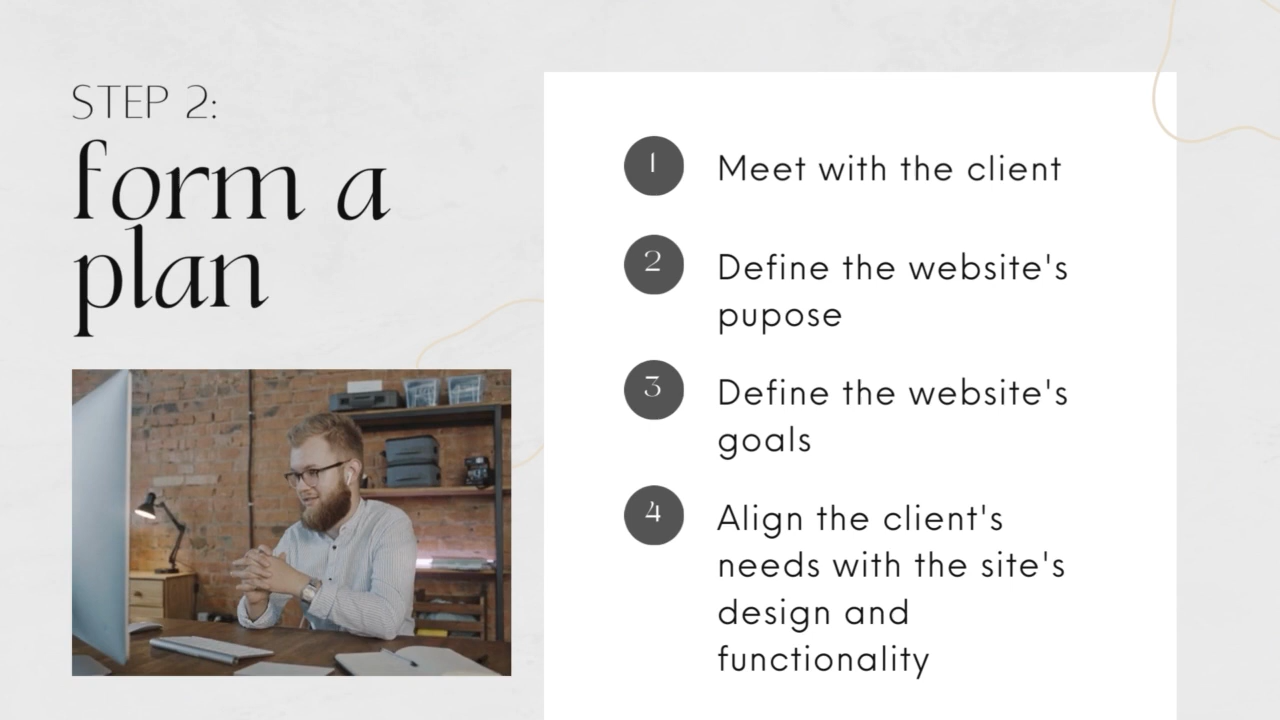 STEP 2:
form a
plan
1
Meet with the client
2
Define the website's
pupose
3
Define the website's
goals
4
Align the client's
needs with the site's
design and
functionality